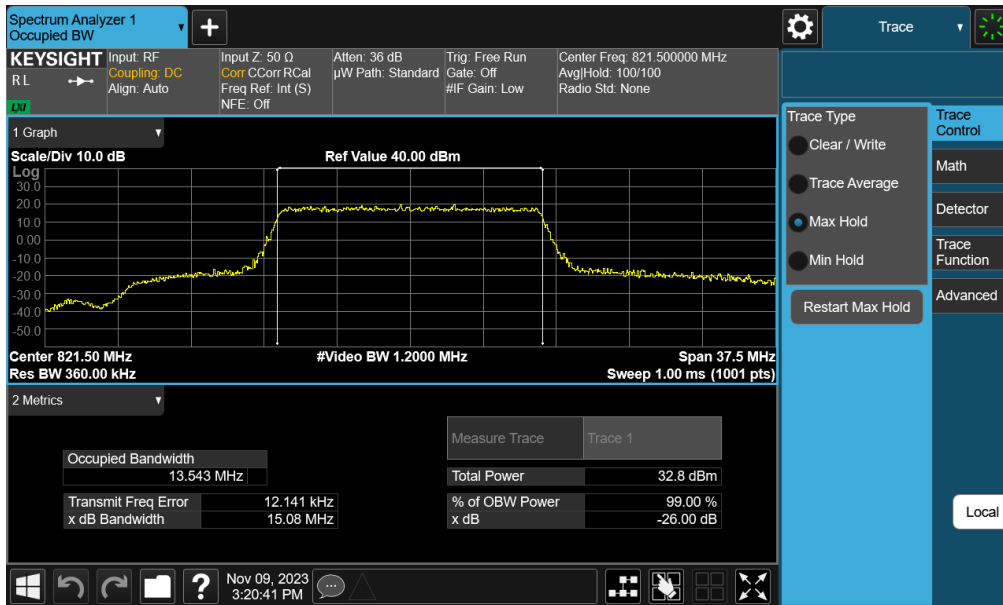 Spectrum Analyzer 1
Occupied BW
Trace
KEYSIGHT
R L
LXI
Input: RF
Coupling: DC
Align: Auto
Input Z: 50 Ω
Corr CCorr RCal
Freq Ref: Int (S)
NFE: Off
Atten: 36 dB
µW Path: Standard
Trig: Free Run
Gate: Off
#IF Gain: Low
Center Freq: 821.500000 MHz
Avg|Hold: 100/100
Radio Std: None
1 Graph
Scale/Div 10.0 dB
Ref Value 40.00 dBm
Log
30.0
20.0
10.0
0.00
-10.0
-20.0
-30.0
-40.0
-50.0
Center 821.50 MHz
#Video BW 1.2000 MHz
Span 37.5 MHz
Res BW 360.00 kHz
Sweep 1.00 ms (1001 pts)
2 Metrics
Measure Trace
Trace 1
Occupied Bandwidth
13.543 MHz
Total Power
32.8 dBm
Transmit Freq Error
12.141 kHz
% of OBW Power
99.00 %
x dB Bandwidth
15.08 MHz
x dB
-26.00 dB
Trace Type
Clear / Write
Trace Average
Max Hold
Min Hold
Restart Max Hold
Trace
Control
Math
Detector
Trace
Function
Advanced
Local
?
Nov 09, 2023
3:20:41 PM